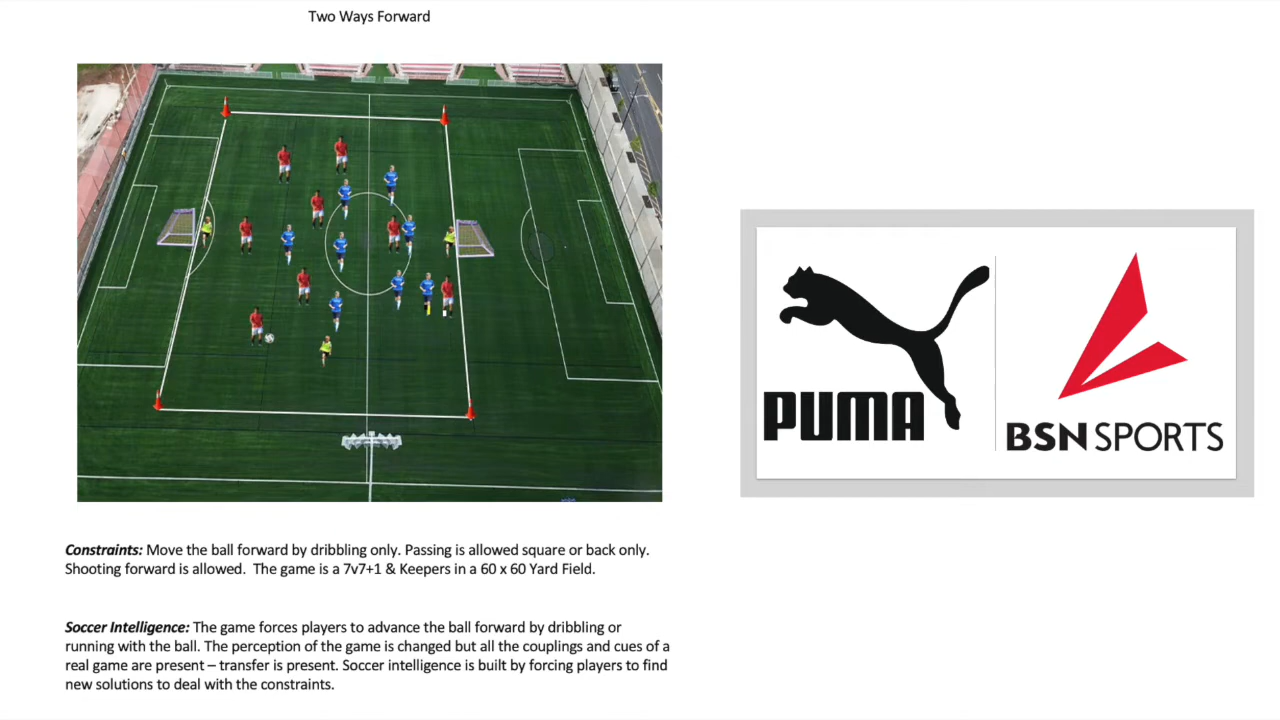 Two Ways Forward
Constraints: Move the ball forward by dribbling only. Passing is allowed square or back only.
Shooting forward is allowed.  The game is a 7v7+1 & Keepers in a 60 x 60 Yard Field.
Soccer Intelligence: The game forces players to advance the ball forward by dribbling or
running with the ball. The perception of the game is changed but all the couplings and cues of a
real game are present – transfer is present. Soccer intelligence is built by forcing players to find
new solutions to deal with the constraints.
PUMA
BSN SPORTS